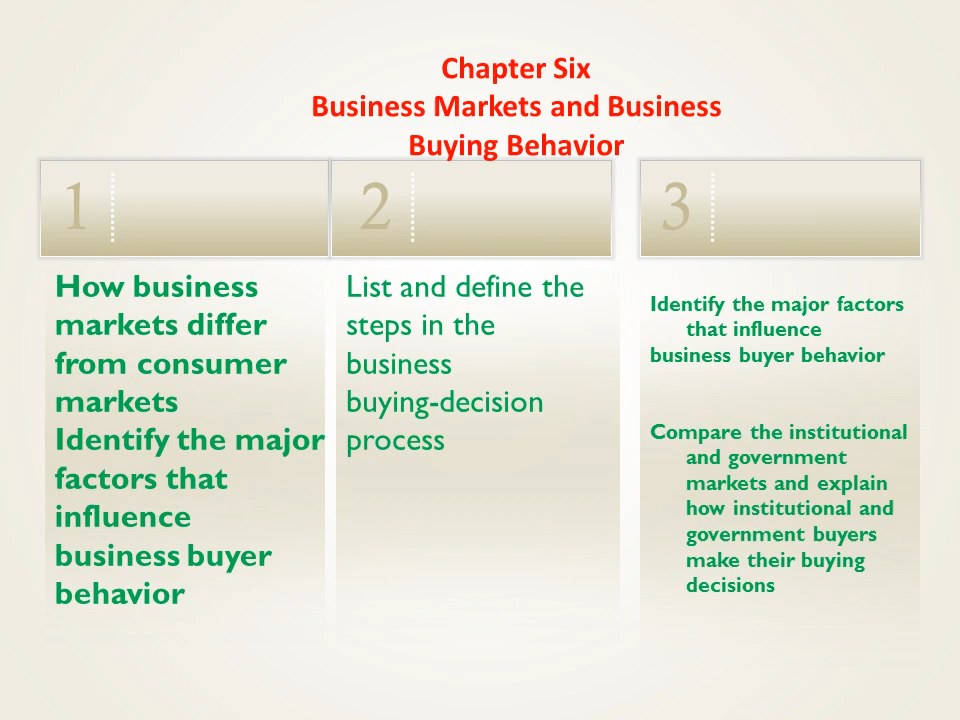 Chapter Six
Business Markets and Business
Buying Behavior
1
How business
markets differ
from consumer
markets
Identify the major
factors that
influence
business buyer
behavior
2
List and define the
steps in the
business
buying-decision
process
3
Identify the major factors
that influence
business buyer behavior
Compare the institutional
and government
markets and explain
how institutional and
government buyers
make their buying
decisions